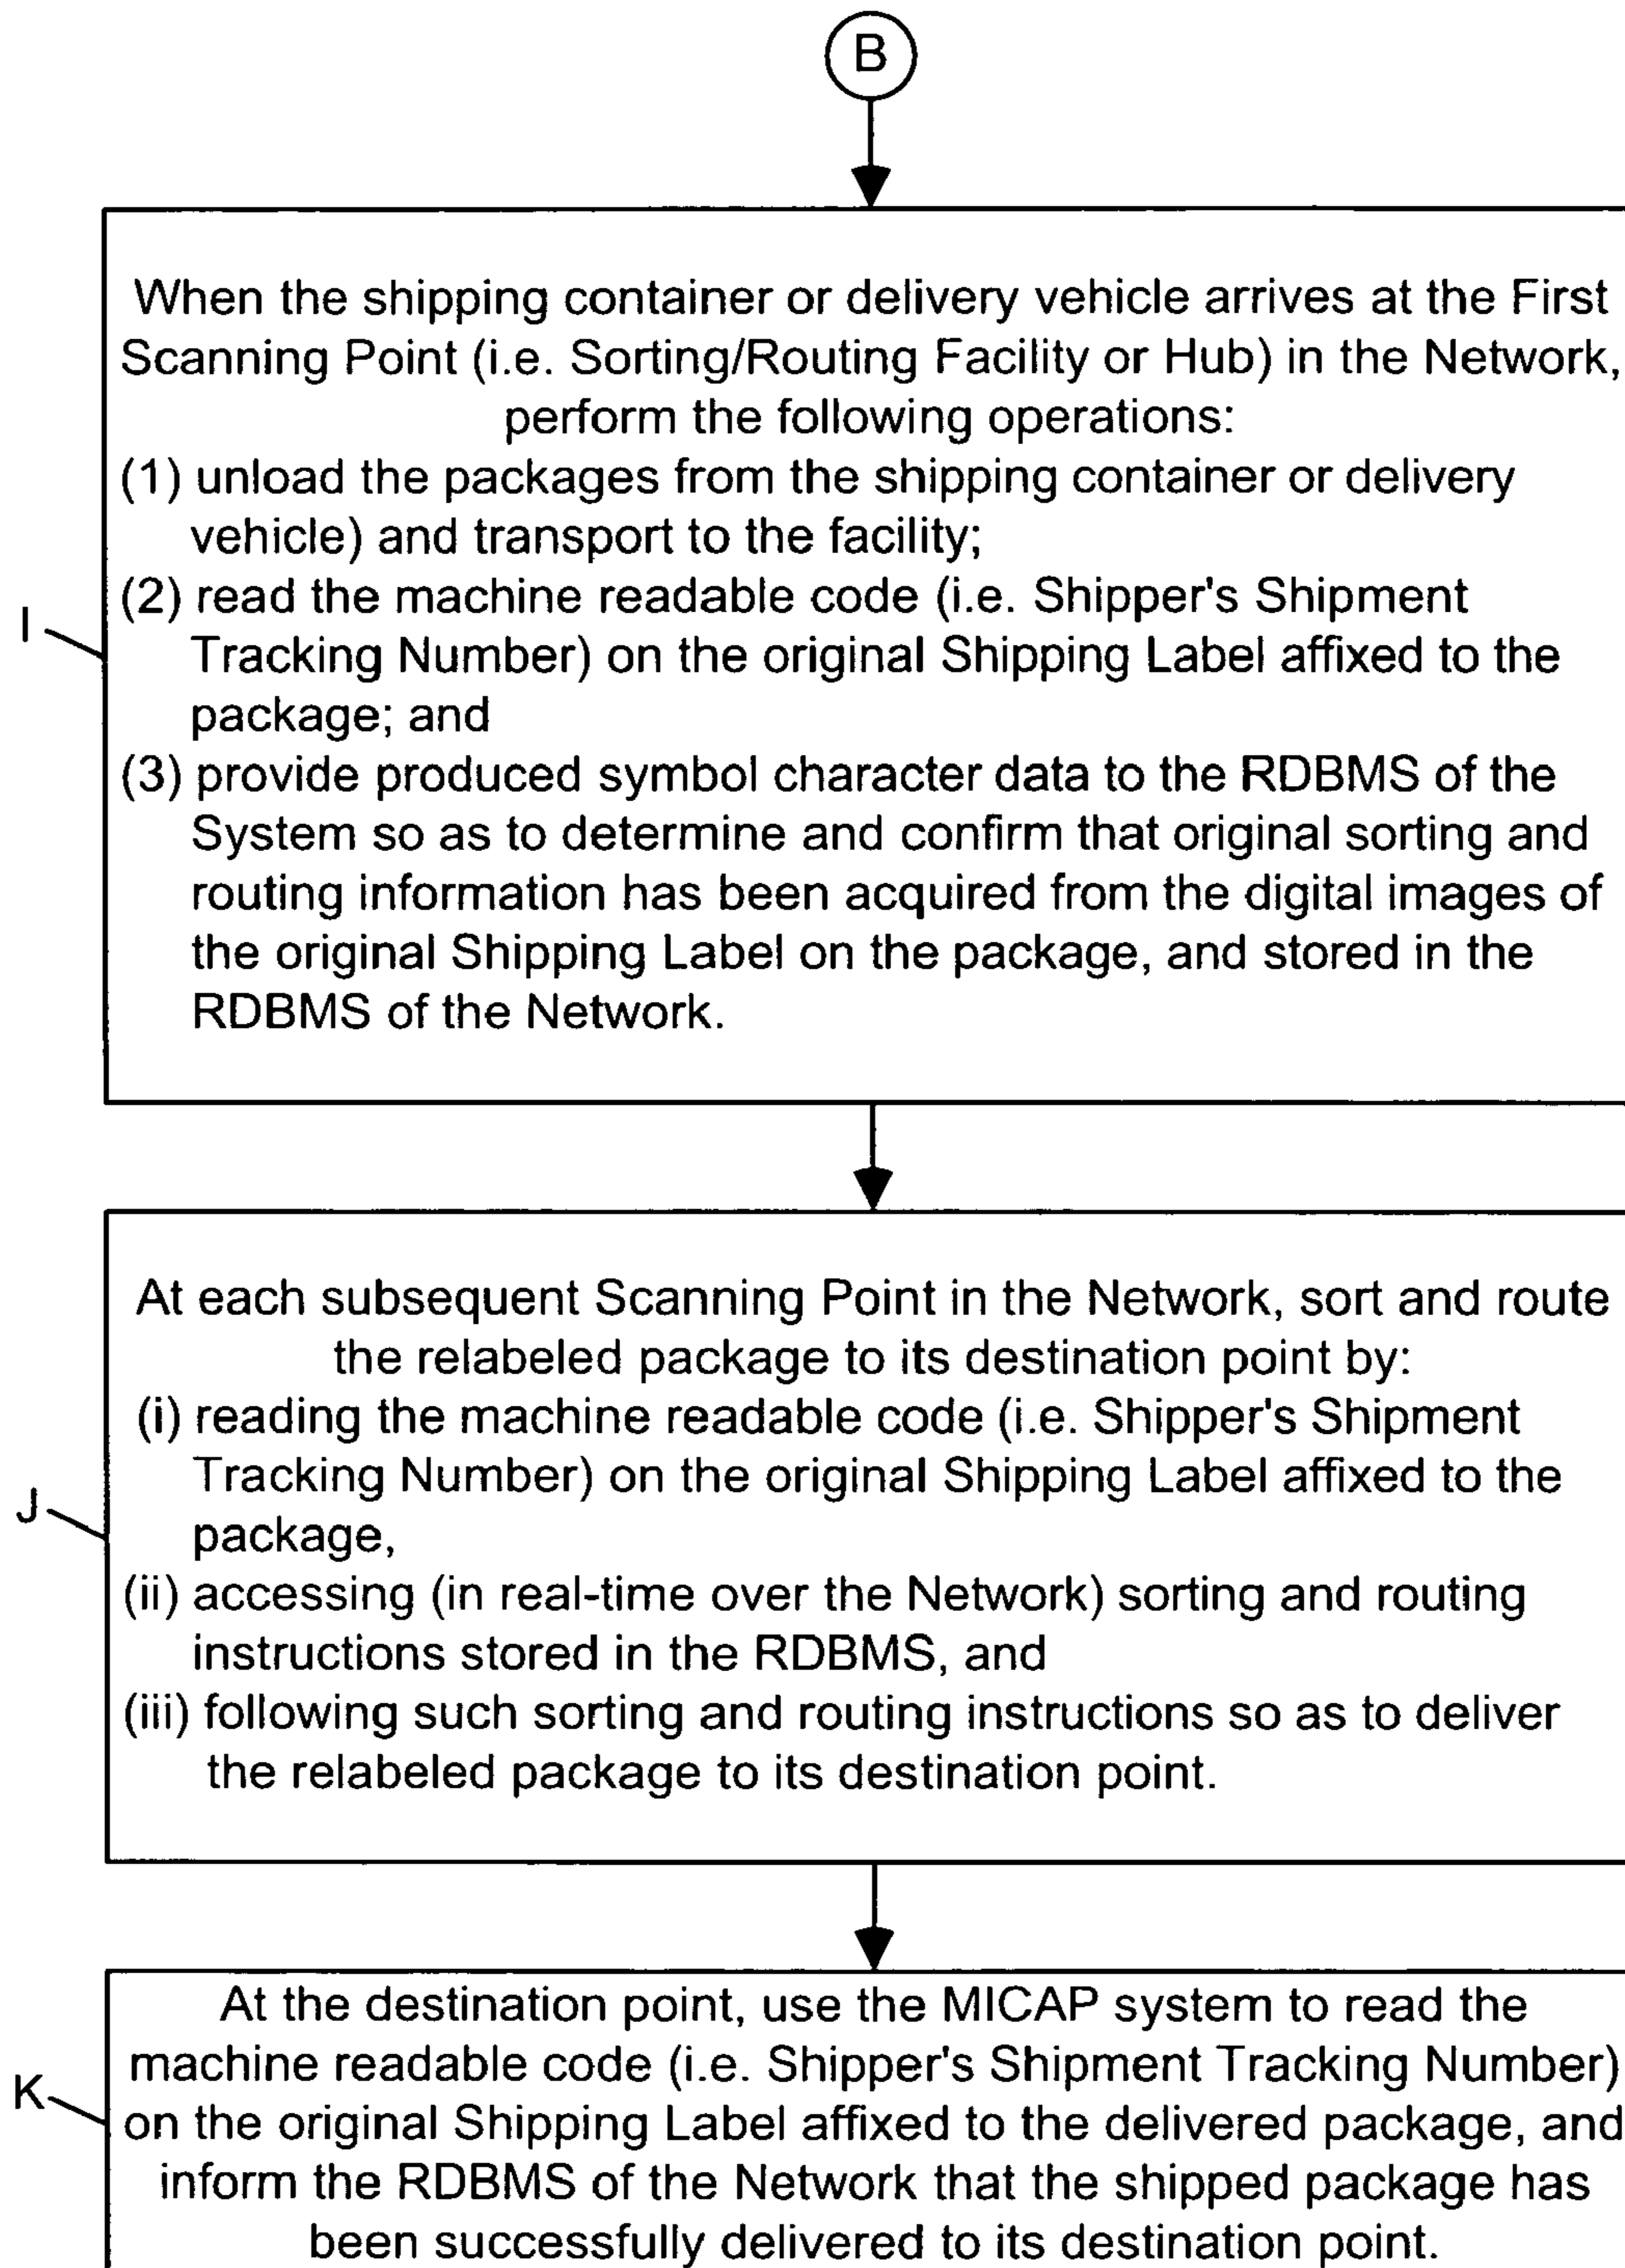 B
When the shipping container or delivery vehicle arrives at the First
Scanning Point (i.e. Sorting/Routing Facility or Hub) in the Network,
perform the following operations:
(1) unload the packages from the shipping container or delivery
vehicle) and transport to the facility;
(2) read the machine readable code (i.e. Shipper's Shipment
Tracking Number) on the original Shipping Label affixed to the
package; and
(3) provide produced symbol character data to the RDBMS of the
System so as to determine and confirm that original sorting and
routing information has been acquired from the digital images of
the original Shipping Label on the package, and stored in the
RDBMS of the Network.
I
At each subsequent Scanning Point in the Network, sort and route
the relabeled package to its destination point by:
(i) reading the machine readable code (i.e. Shipper's Shipment
Tracking Number) on the original Shipping Label affixed to the
package,
(ii) accessing (in real-time over the Network) sorting and routing
instructions stored in the RDBMS, and
(iii) following such sorting and routing instructions so as to deliver
the relabeled package to its destination point.
J
At the destination point, use the MICAP system to read the
machine readable code (i.e. Shipper's Shipment Tracking Number)
on the original Shipping Label affixed to the delivered package, and
inform the RDBMS of the Network that the shipped package has
been successfully delivered to its destination point.
K